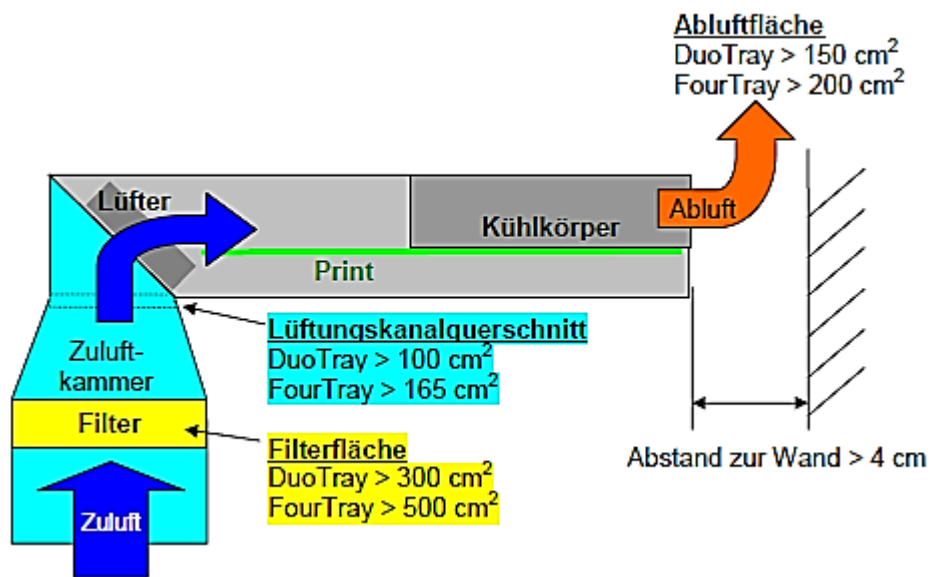 Abluftfläche
DuoTray > 150 cm²
FourTray > 200 cm²
Lüfter
Kühlkörper
Abluft
Print
Lüftungskanalquerschnitt
DuoTray > 100 cm²
FourTray > 165 cm²
Zuluft-
kammer
Filter
Filterfläche
DuoTray > 300 cm²
FourTray > 500 cm²
Abstand zur Wand > 4 cm
Zuluft